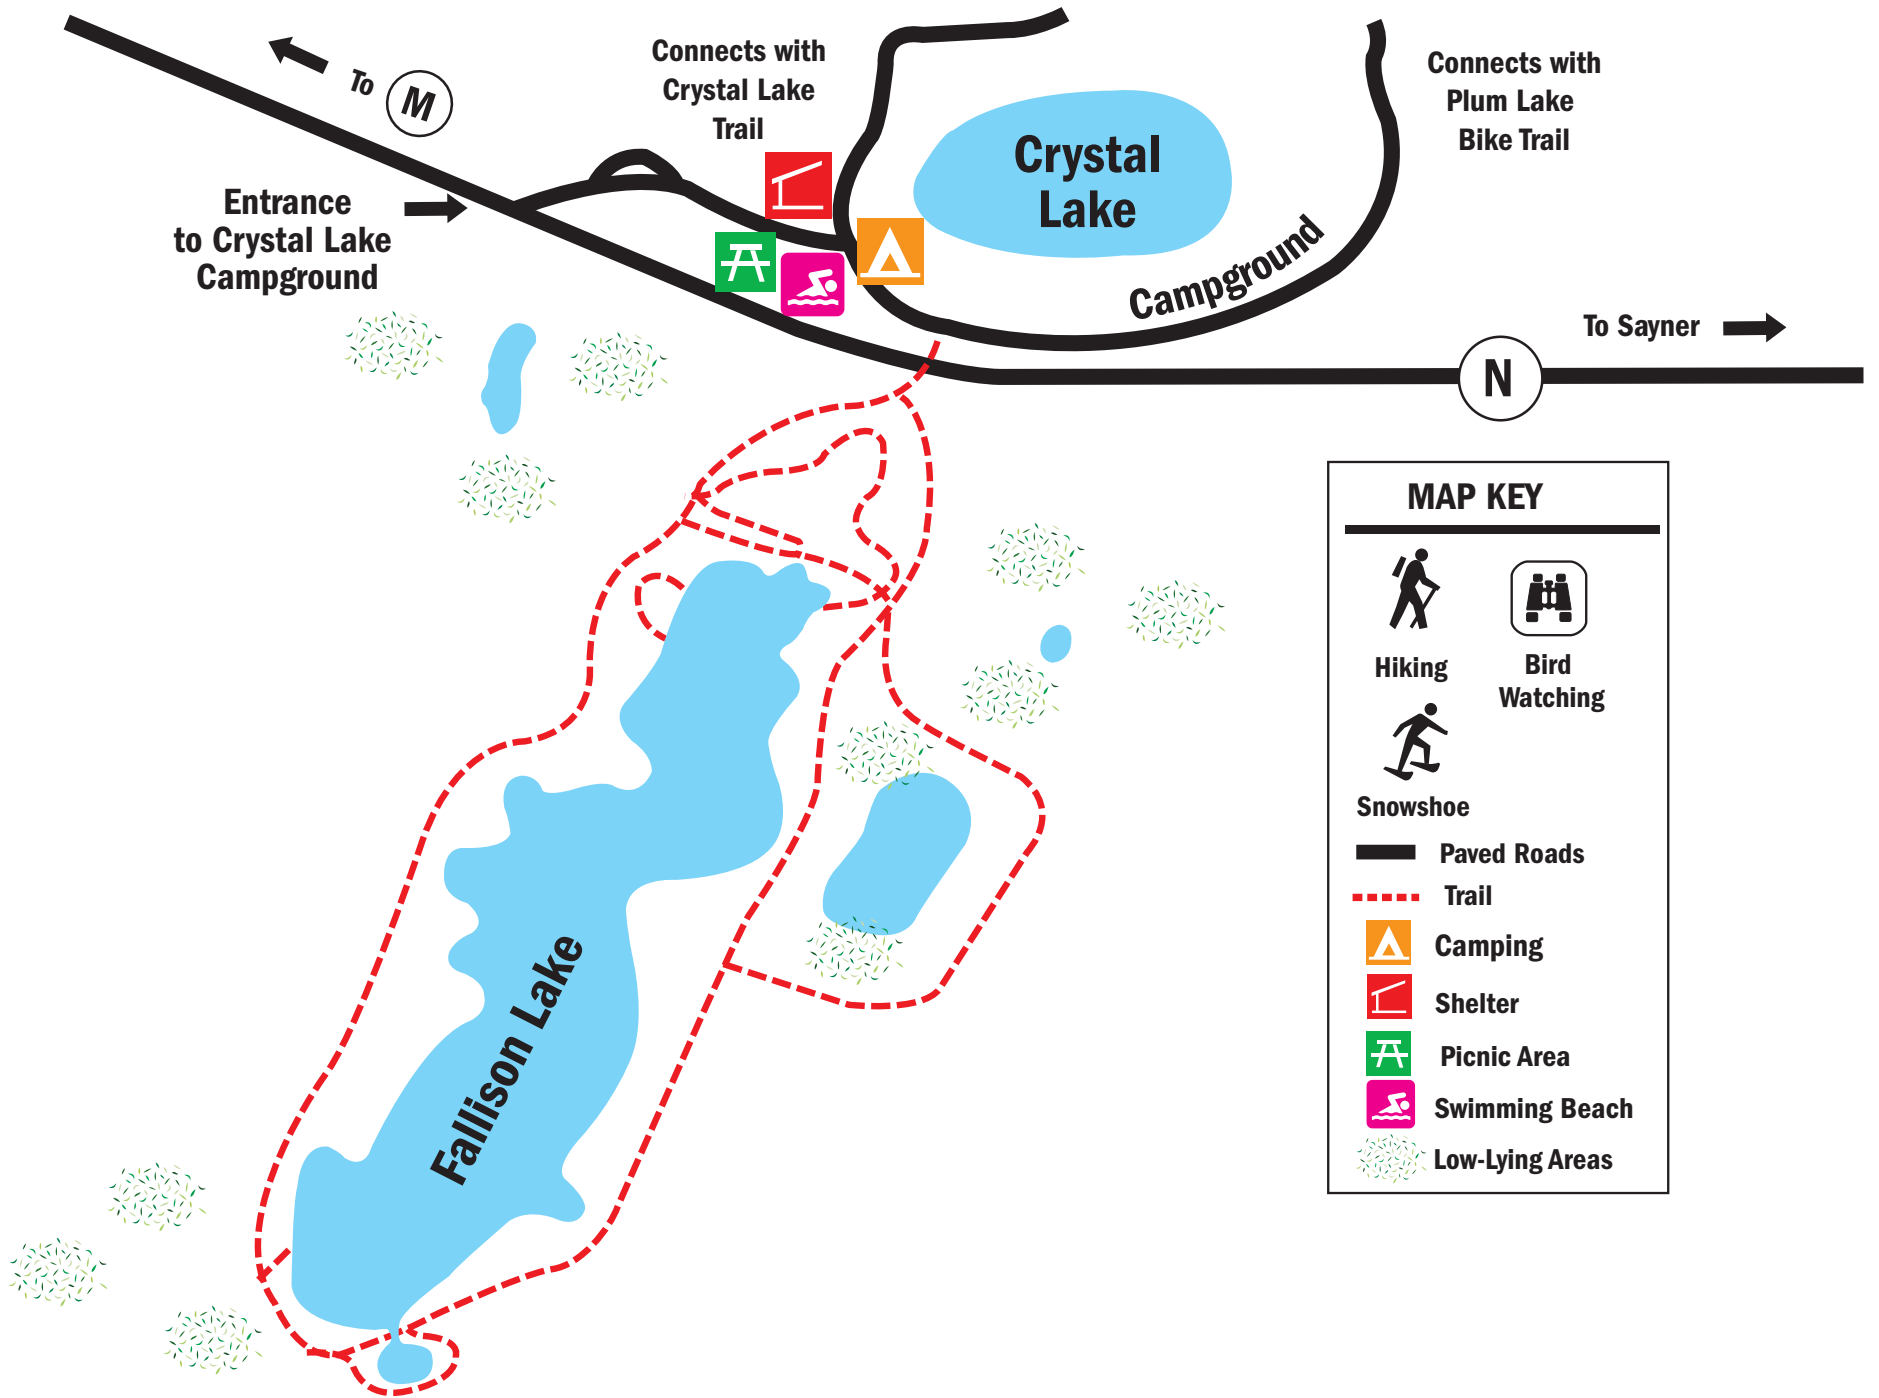 To M
Connects with
Crystal Lake
Trail
Connects with
Plum Lake
Bike Trail
Crystal
Lake
Entrance
to Crystal Lake
Campground
Campground
To Sayner
N
MAP KEY
Hiking
Bird
Watching
Snowshoe
Paved Roads
Trail
Camping
Shelter
Picnic Area
Swimming Beach
Low-Lying Areas
Fallison Lake